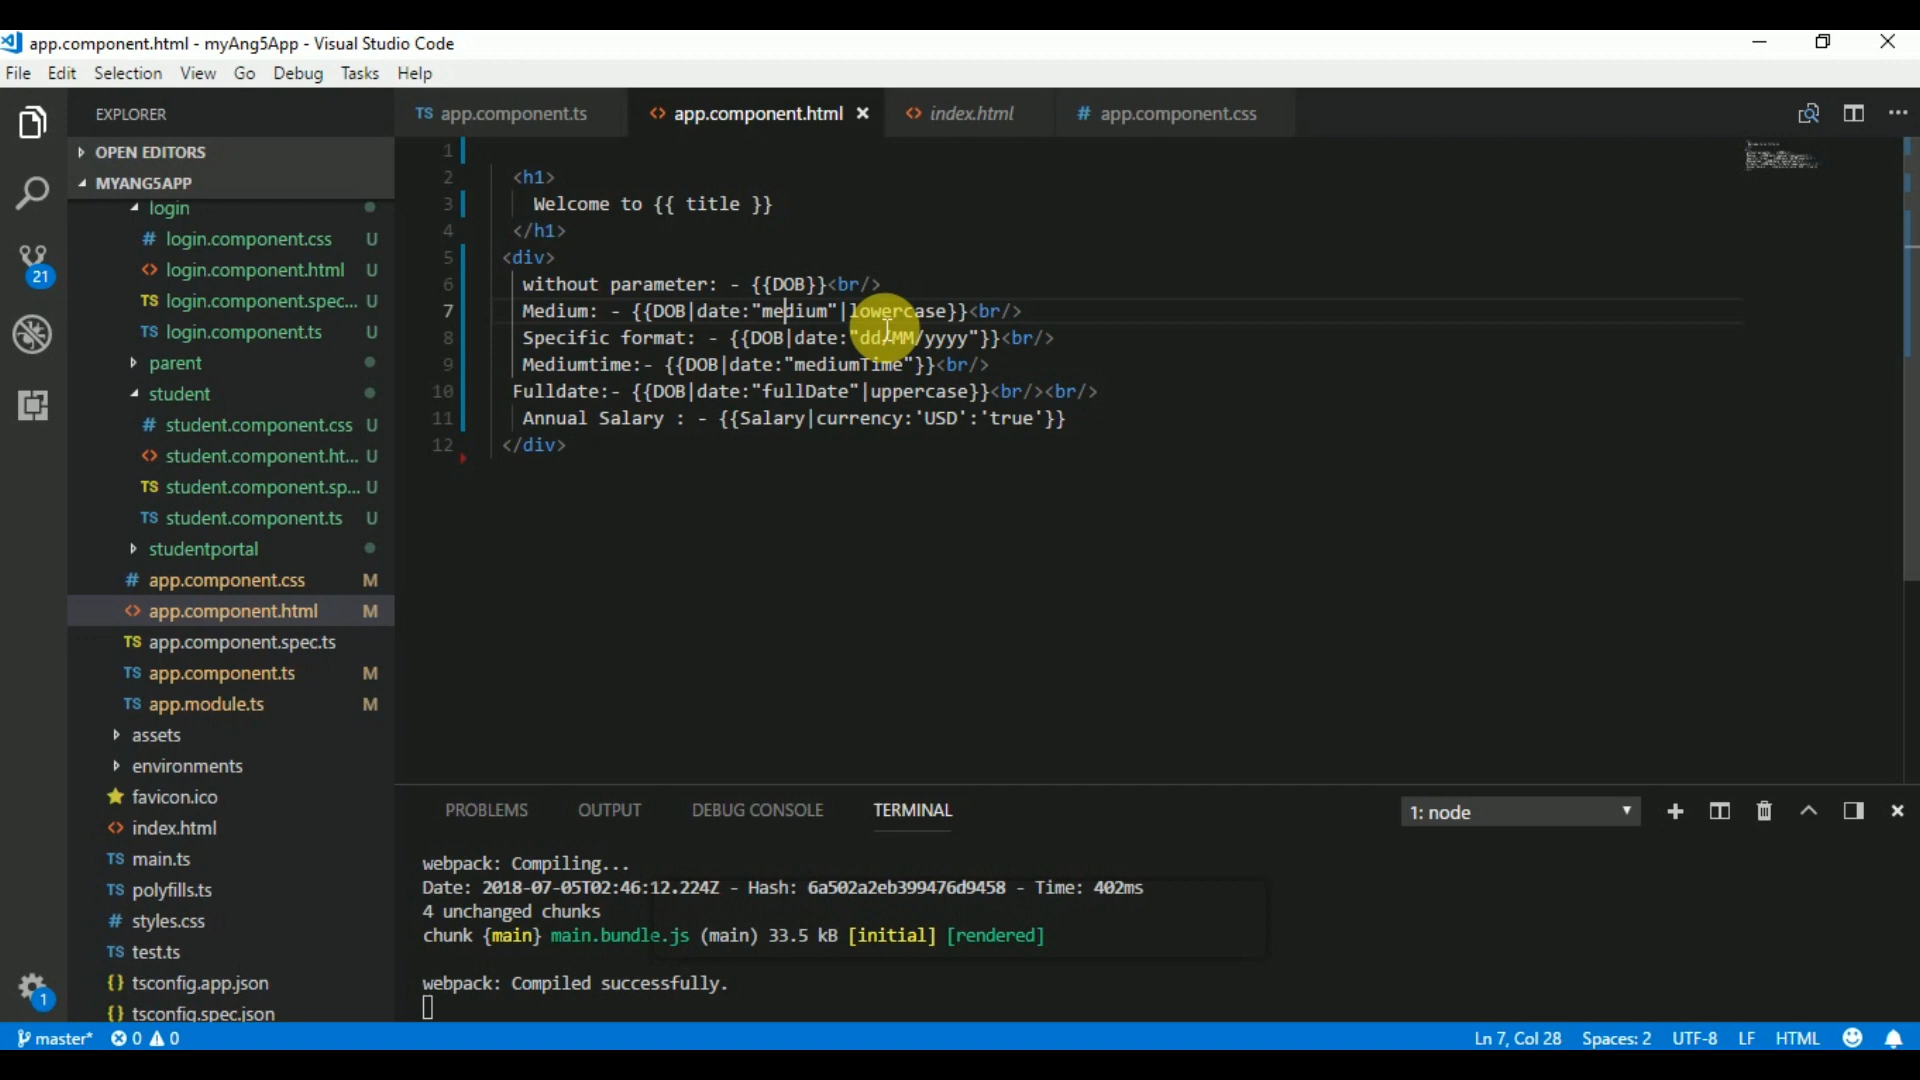 app.component.html - myAng5App - Visual Studio Code
File Edit Selection View Go Debug Tasks Help
EXPLORER
OPEN EDITORS
MYANG5APP
login
# login.component.css U
<> login.component.html U
TS login.component.spec... U
TS login.component.ts U
parent
student
# student.component.css U
<> student.component.ht... U
TS student.component.sp... U
TS student.component.ts U
studentportal
# app.component.css M
<> app.component.html M
TS app.component.spec.ts
TS app.component.ts M
TS app.module.ts M
assets
environments
favicon.ico
<> index.html
TS main.ts
TS polyfills.ts
# styles.css
TS test.ts
{} tsconfig.app.json
{} tsconfig.spec.json
21
1
TS app.component.ts <> app.component.html <> index.html # app.component.css
1
2 <h1>
3 Welcome to {{ title }}
4 </h1>
5 <div>
6 without parameter: - {{DOB}}<br/>
7 Medium: - {{DOB|date:"medium"|lowercase}}<br/>
8 Specific format: - {{DOB|date:"dd/MM/yyyy"}}<br/>
9 Mediumtime:- {{DOB|date:"mediumTime"}}<br/>
10 Fulldate:- {{DOB|date:"fullDate"|uppercase}}<br/><br/>
11 Annual Salary : - {{Salary|currency:'USD':'true'}}
12 </div>
PROBLEMS OUTPUT DEBUG CONSOLE TERMINAL 1: node
webpack: Compiling...
Date: 2018-07-05T02:46:12.224Z - Hash: 6a502a2eb399476d9458 - Time: 402ms
4 unchanged chunks
chunk {main} main.bundle.js (main) 33.5 kB [initial] [rendered]
webpack: Compiled successfully.
master* 0 0 Ln 7, Col 28 Spaces: 2 UTF-8 LF HTML